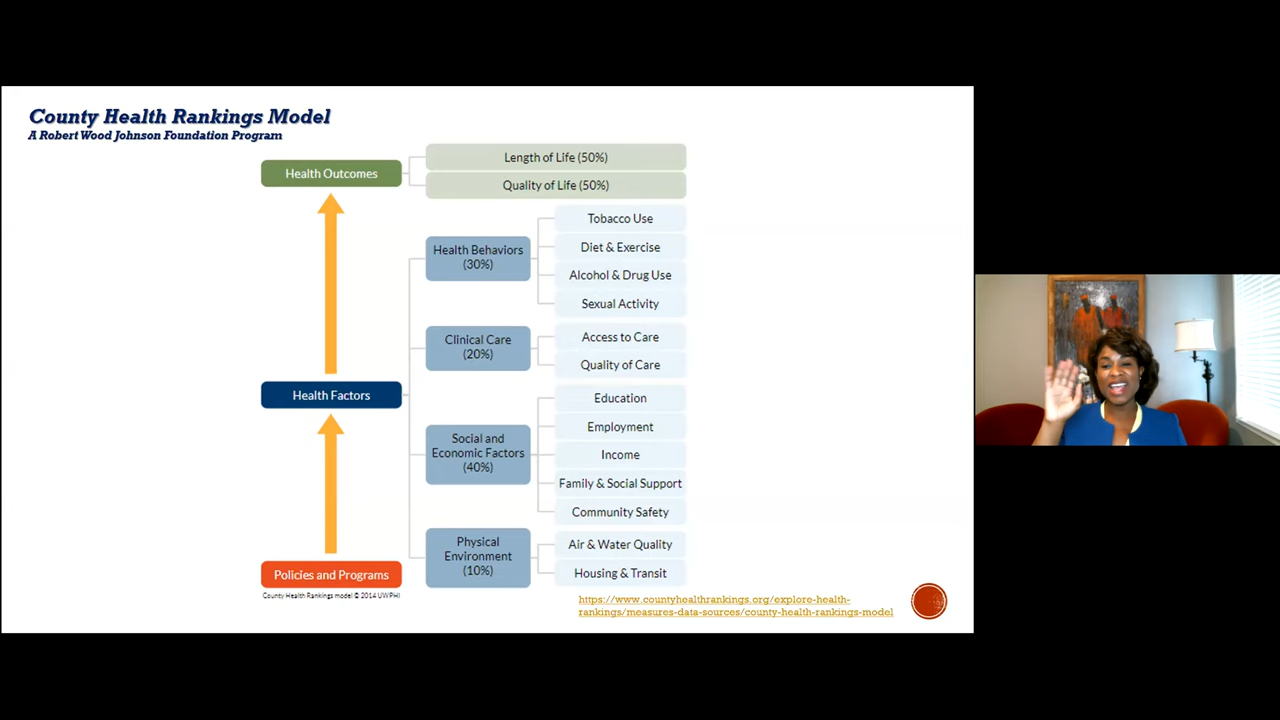 County Health Rankings Model
A Robert Wood Johnson Foundation Program
Health Outcomes
Length of Life (50%)
Quality of Life (50%)
Health Behaviors
(30%)
Tobacco Use
Diet & Exercise
Alcohol & Drug Use
Sexual Activity
Clinical Care
(20%)
Access to Care
Quality of Care
Health Factors
Social and
Economic Factors
(40%)
Education
Employment
Income
Family & Social Support
Community Safety
Physical
Environment
(10%)
Air & Water Quality
Housing & Transit
Policies and Programs
County Health Rankings model © 2014 UWPHI
https://www.countyhealthrankings.org/explore-health-
rankings/measures-data-sources/county-health-rankings-model